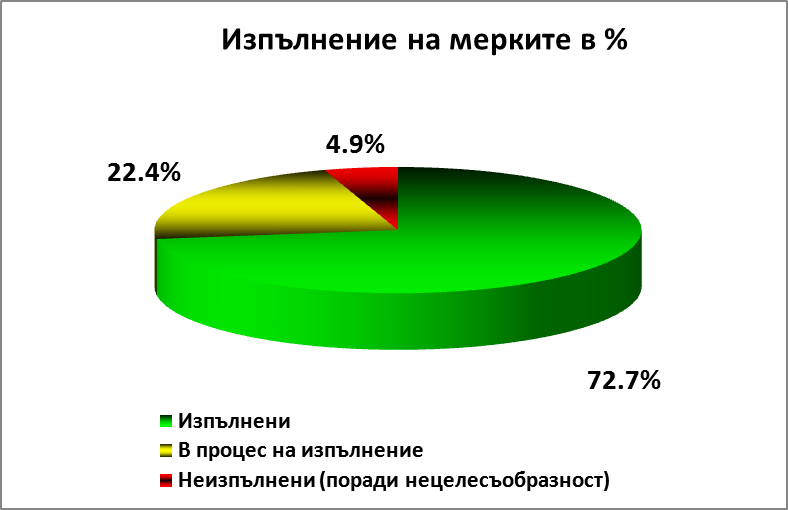 Изпълнение на мерките в %
4.9%
22.4%
72.7%
Изпълнени
В процес на изпълнение
Неизпълнени (поради нецелесъобразност)